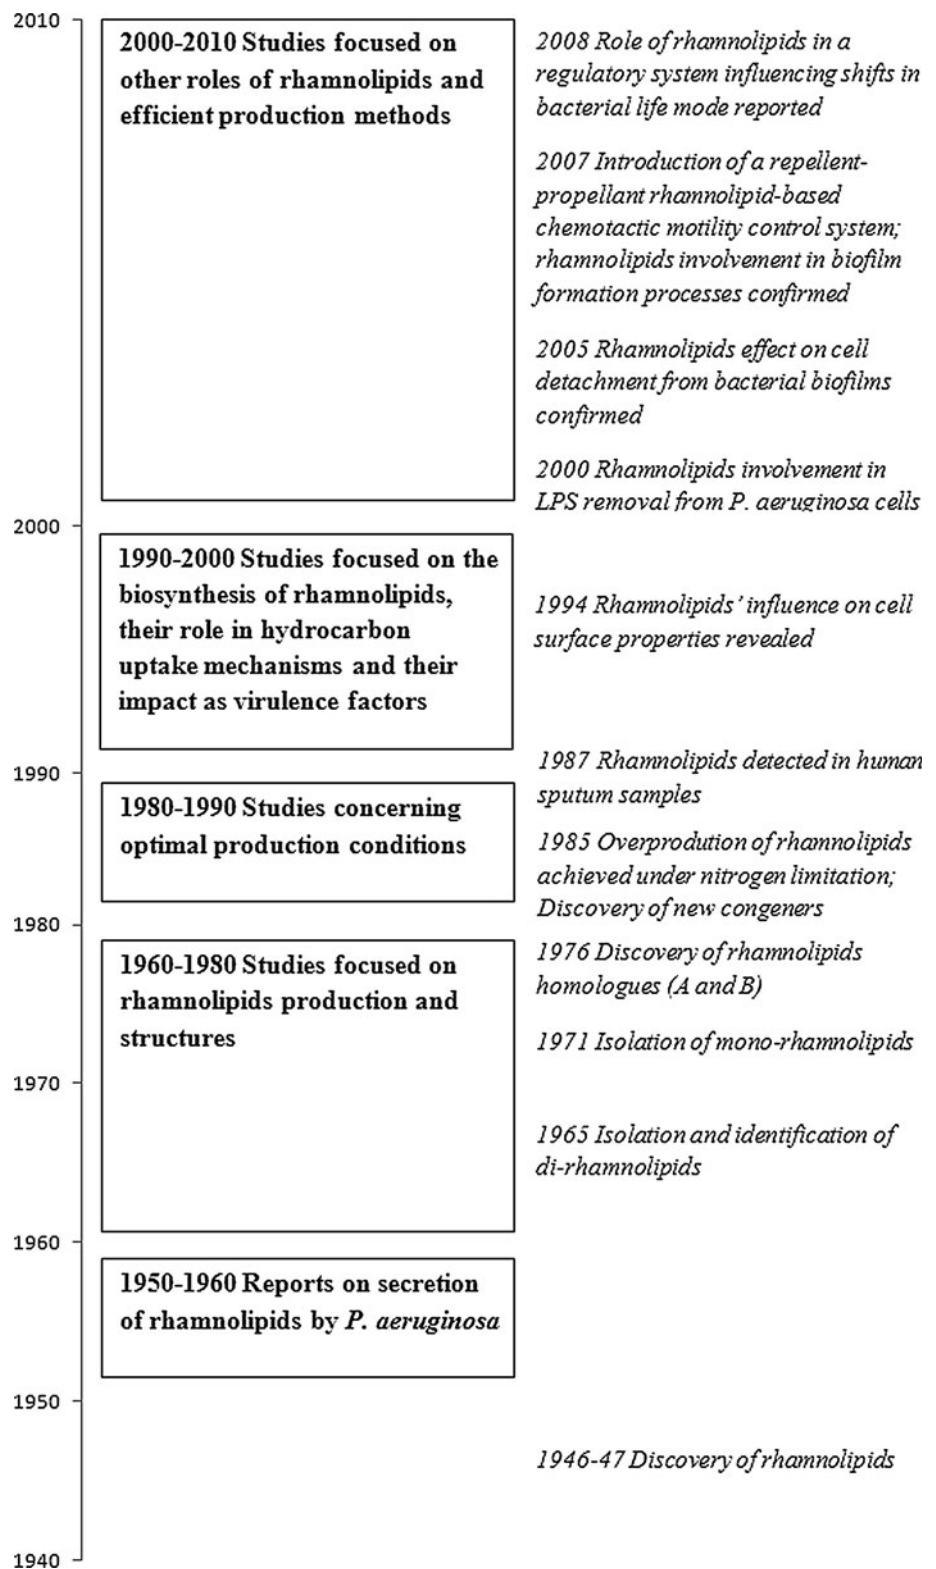 2010
2000-2010 Studies focused on
other roles of rhamnolipids and
efficient production methods
2008 Role of rhamnolipids in a
regulatory system influencing shifts in
bacterial life mode reported
2007 Introduction of a repellent-
propellant rhamnolipid-based
chemotactic motility control system;
rhamnolipids involvement in biofilm
formation processes confirmed
2005 Rhamnolipids effect on cell
detachment from bacterial biofilms
confirmed
2000 Rhamnolipids involvement in
LPS removal from P. aeruginosa cells
2000
1990-2000 Studies focused on the
biosynthesis of rhamnolipids,
their role in hydrocarbon
uptake mechanisms and their
impact as virulence factors
1994 Rhamnolipids' influence on cell
surface properties revealed
1990
1980-1990 Studies concerning
optimal production conditions
1987 Rhamnolipids detected in human
sputum samples
1985 Overprodution of rhamnolipids
achieved under nitrogen limitation;
Discovery of new congeners
1980
1960-1980 Studies focused on
rhamnolipids production and
structures
1976 Discovery of rhamnolipids
homologues (A and B)
1971 Isolation of mono-rhamnolipids
1970
1965 Isolation and identification of
di-rhamnolipids
1960
1950-1960 Reports on secretion
of rhamnolipids by P. aeruginosa
1950
1946-47 Discovery of rhamnolipids
1940